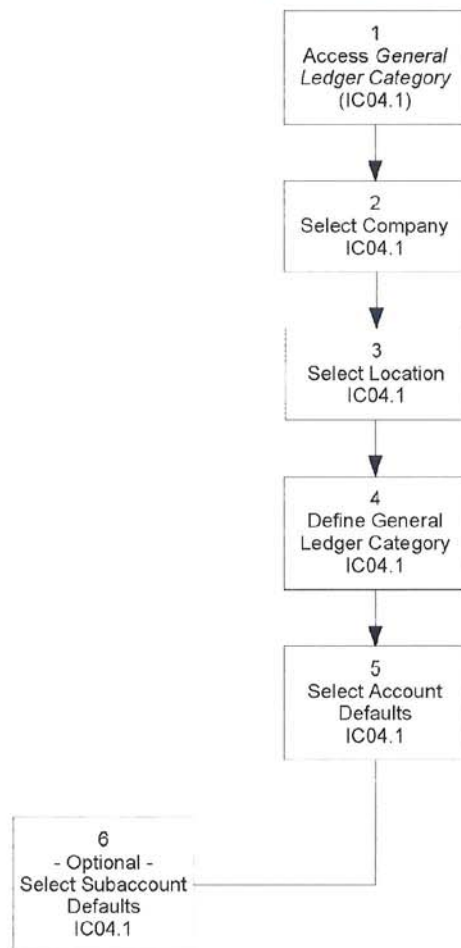 1
Access General
Ledger Category
(IC04.1)
2
Select Company
IC04.1
3
Select Location
IC04.1
4
Define General
Ledger Category
IC04.1
5
Select Account
Defaults
IC04.1
6
- Optional -
Select Subaccount
Defaults
IC04.1